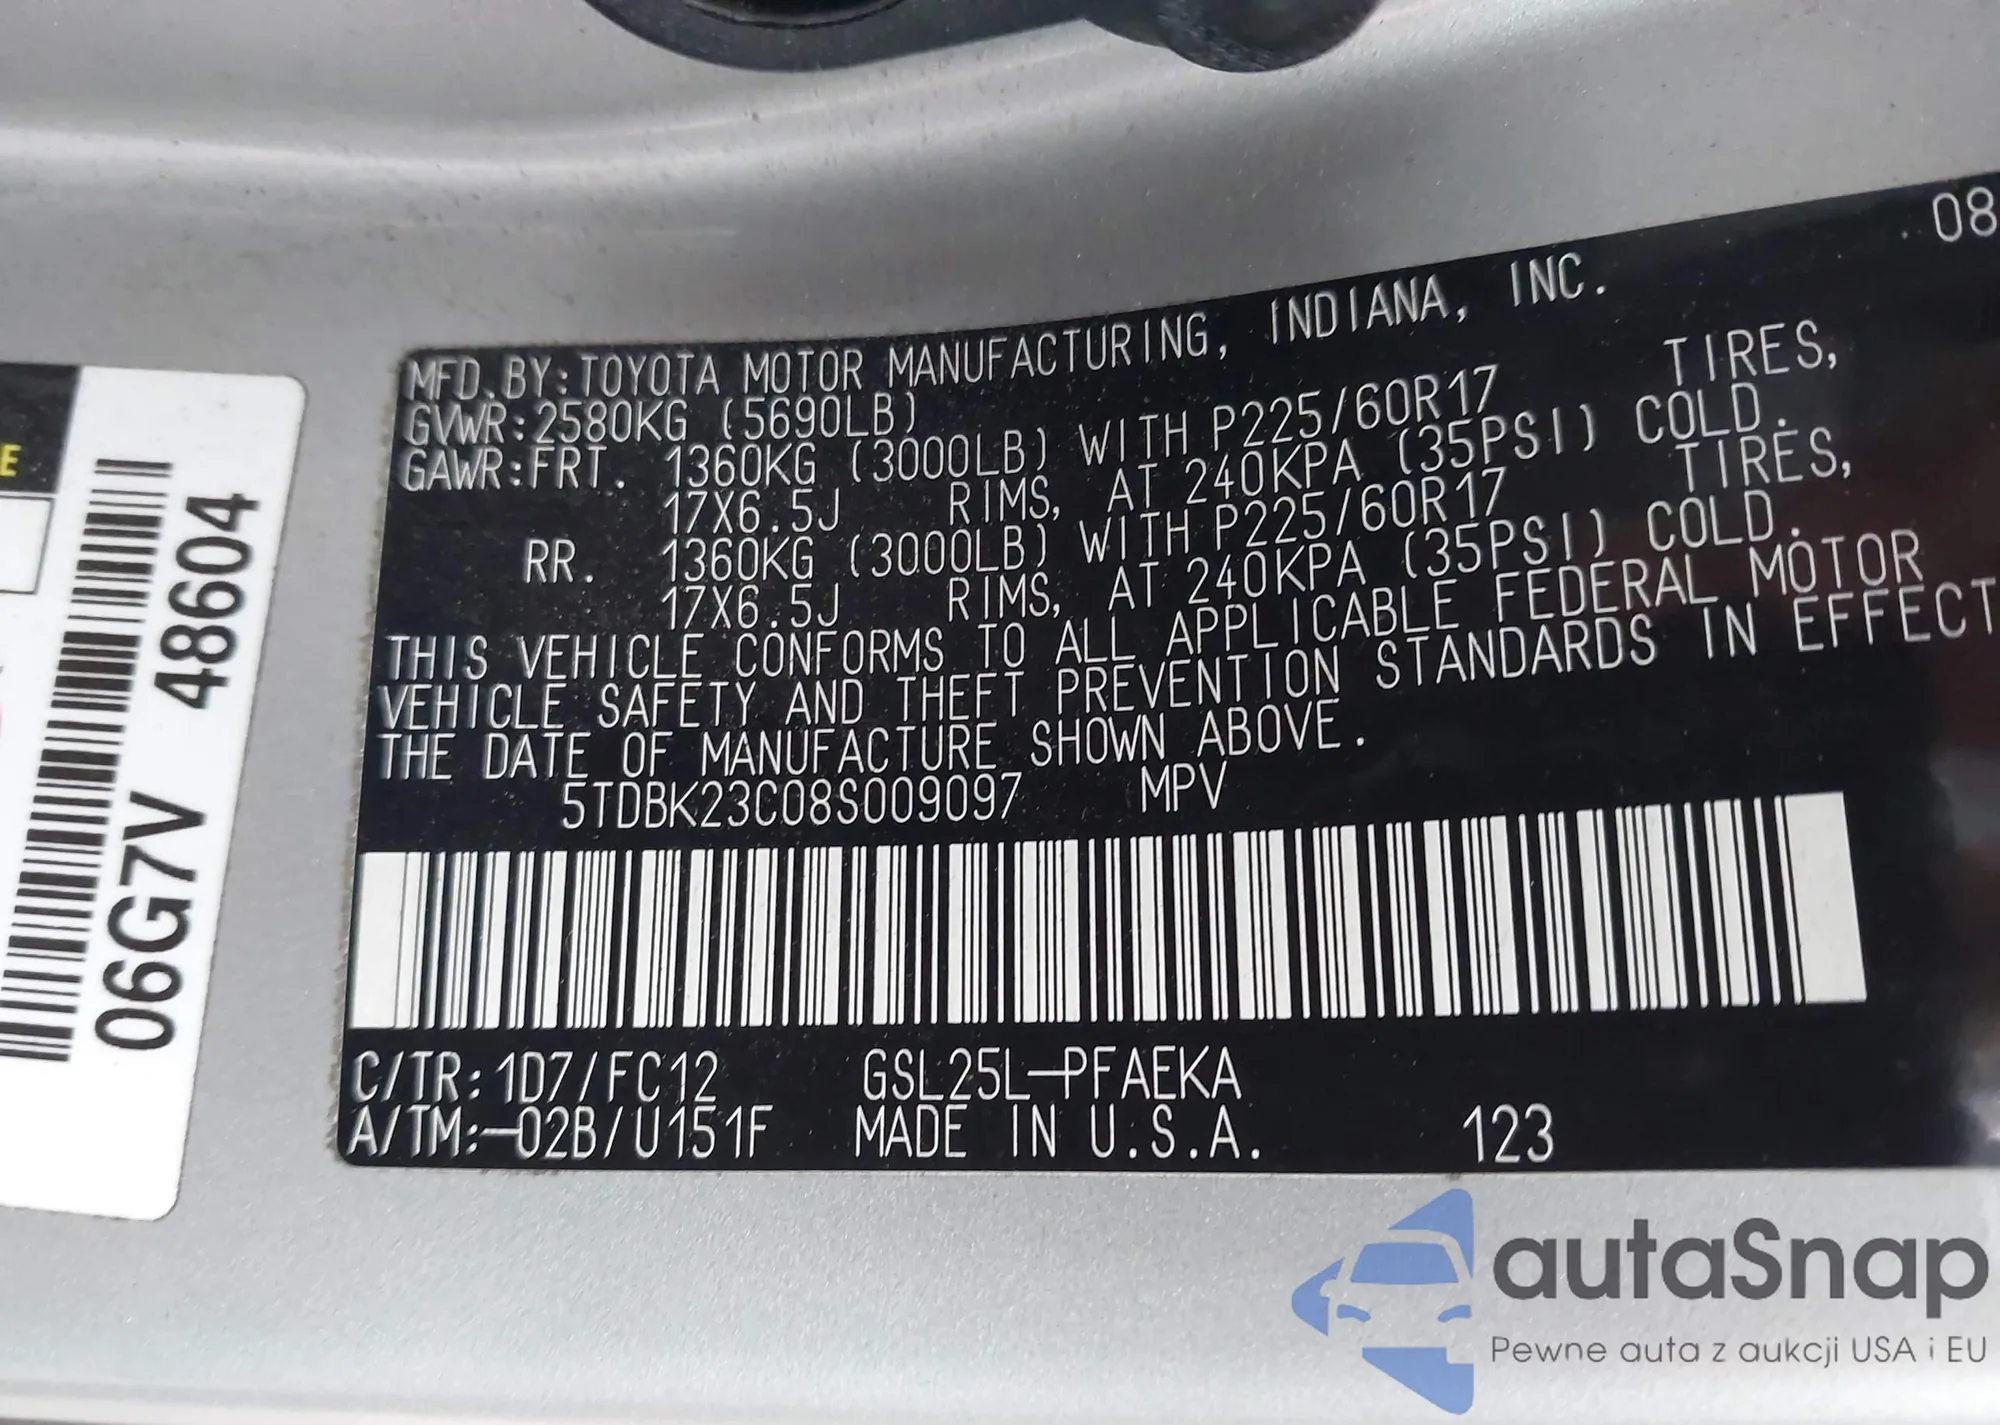 08
MFD.BY:TOYOTA MOTOR MANUFACTURING, INDIANA, INC.
GVWR:2580KG (5690LB)
GAWR:FRT. 1360KG (3000LB) WITH P225/60R17 TIRES,
17X6.5J RIMS, AT 240KPA (35PSI) COLD.
RR. 1360KG (3000LB) WITH P225/60R17 TIRES,
17X6.5J RIMS, AT 240KPA (35PSI) COLD.
THIS VEHICLE CONFORMS TO ALL APPLICABLE FEDERAL MOTOR
VEHICLE SAFETY AND THEFT PREVENTION STANDARDS IN EFFECT
THE DATE OF MANUFACTURE SHOWN ABOVE.
5TDBK23C08S009097 MPV
C/TR:1D7/FC12 GSL25L-PFAEKA
A/TM:-02B/U151F MADE IN U.S.A. 123
E
06G7V 48604
autaSnap
Pewne auta z aukcji USA i EU